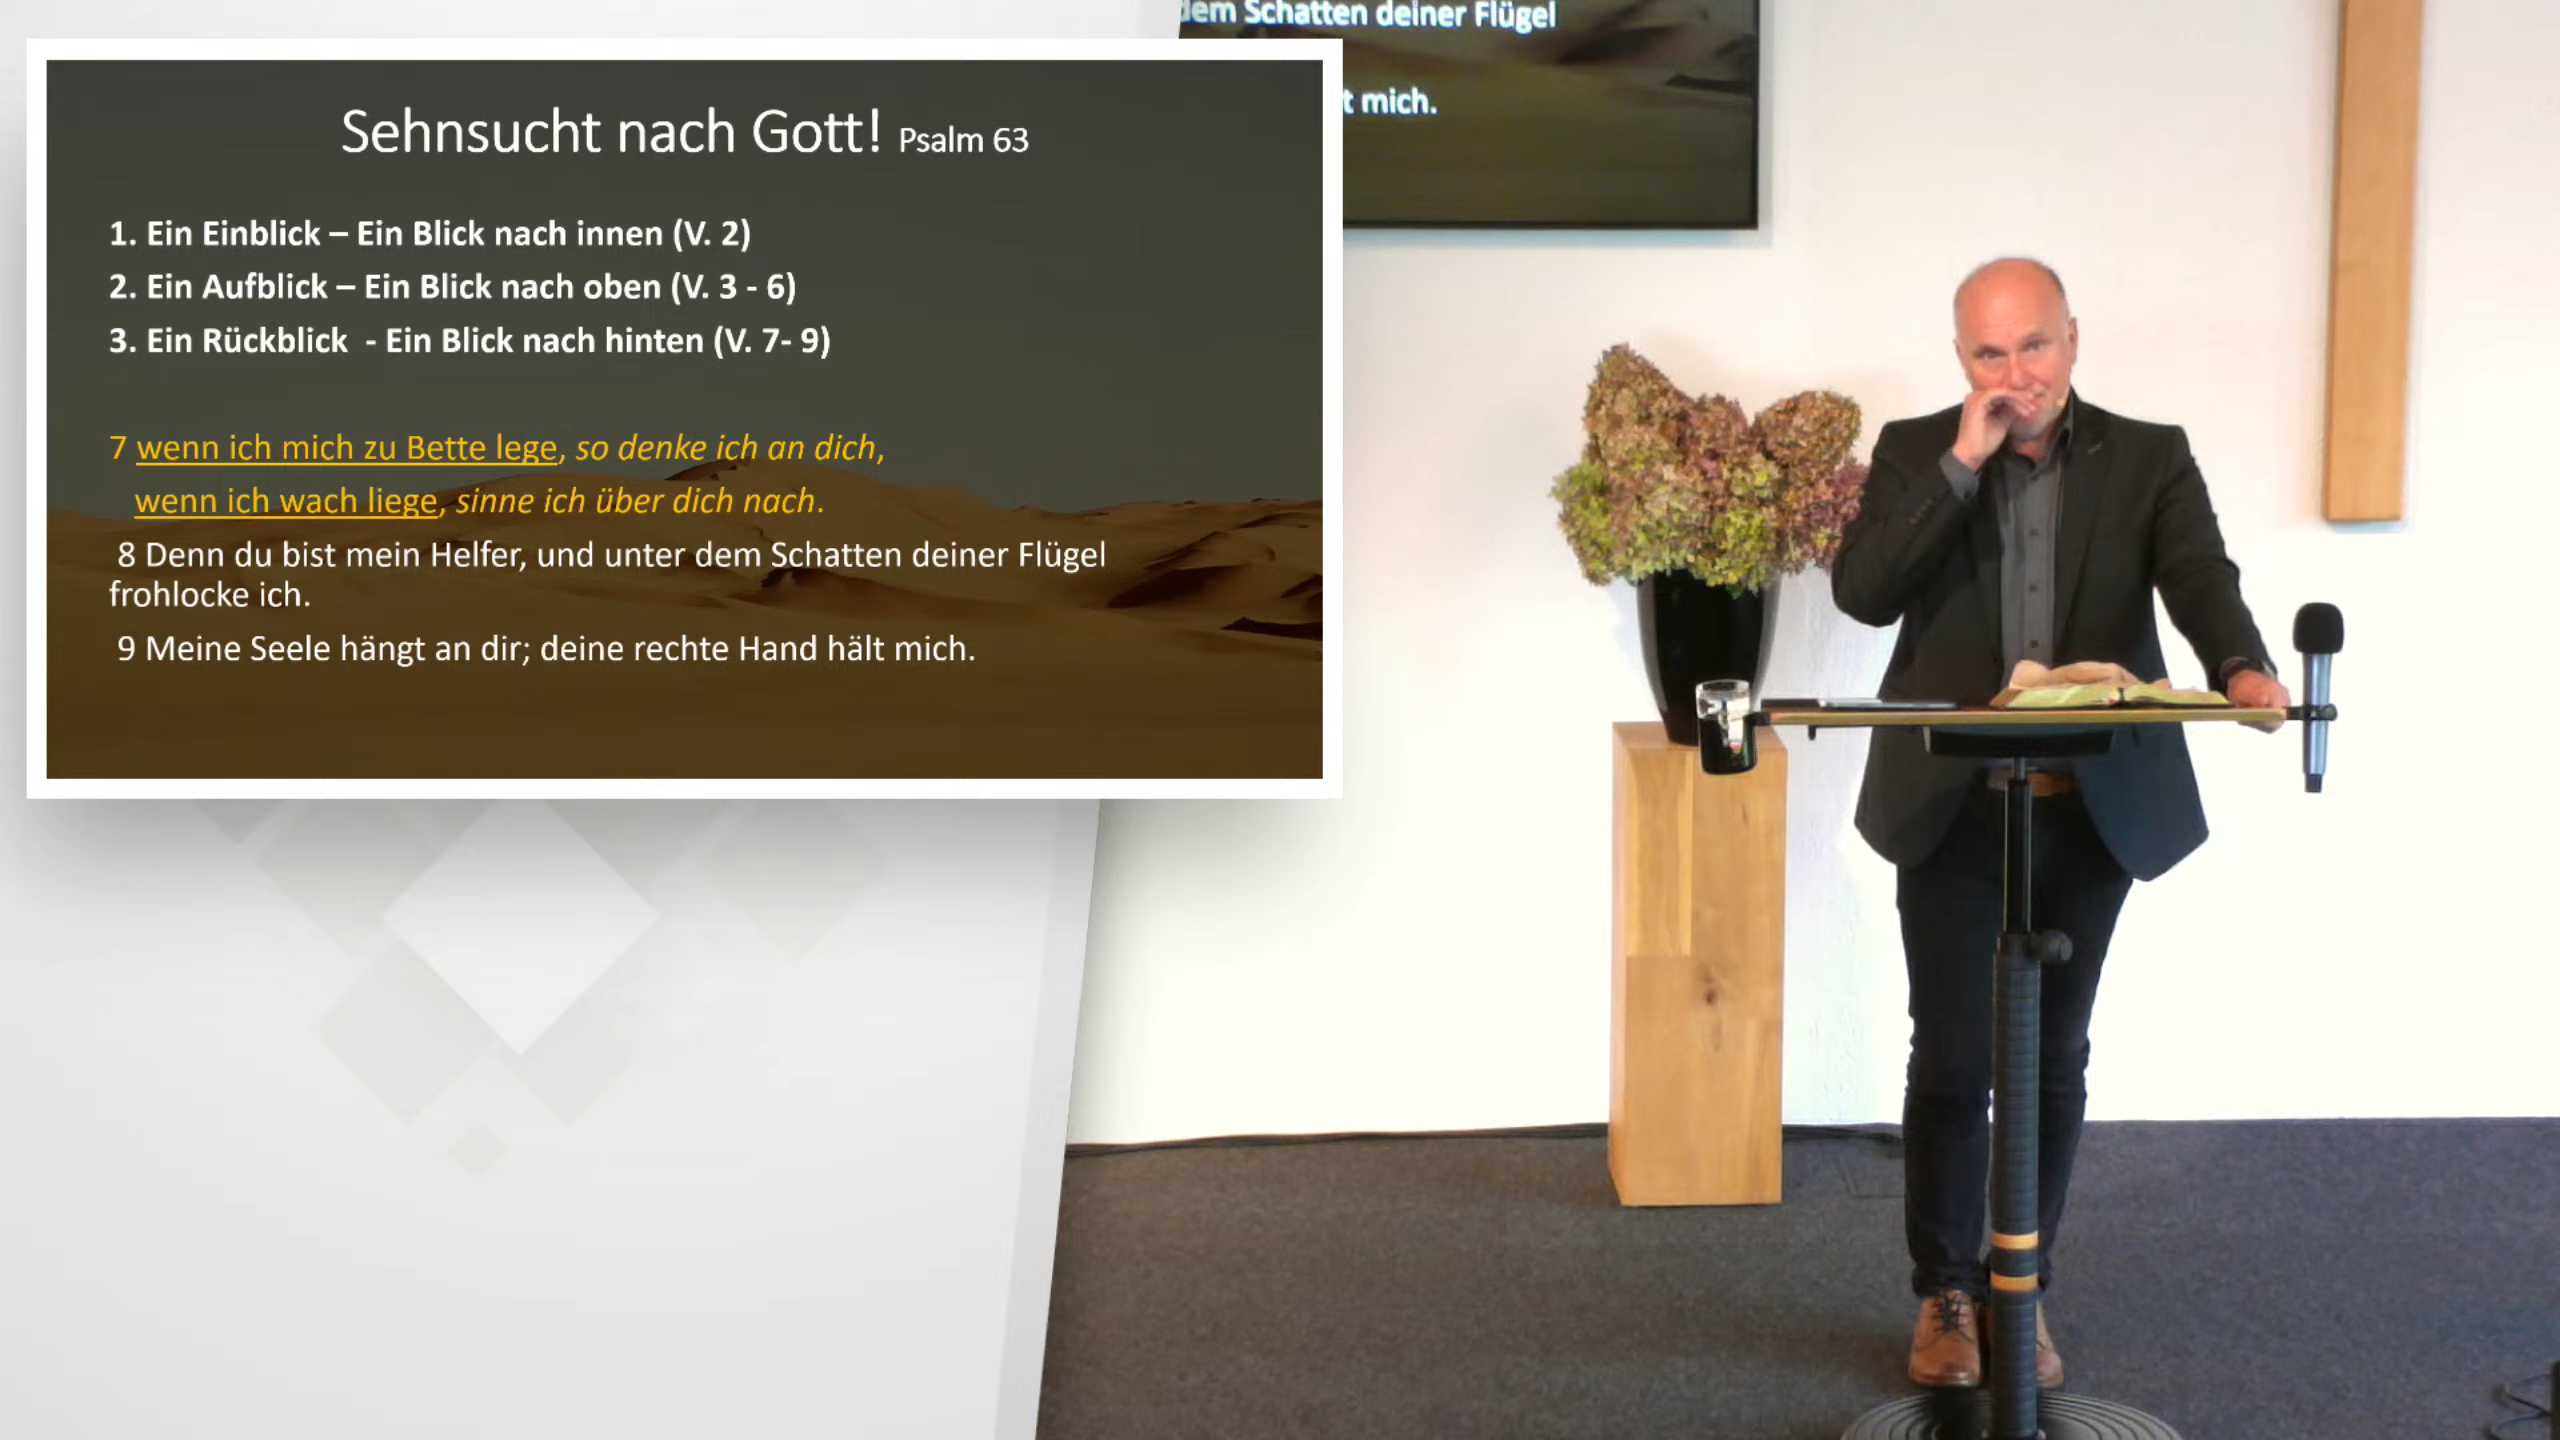 dem Schatten deiner Flügel
t mich.
Sehnsucht nach Gott! Psalm 63
1. Ein Einblick – Ein Blick nach innen (V. 2)
2. Ein Aufblick – Ein Blick nach oben (V. 3 - 6)
3. Ein Rückblick  - Ein Blick nach hinten (V. 7- 9)
7 wenn ich mich zu Bette lege, so denke ich an dich,
wenn ich wach liege, sinne ich über dich nach.
8 Denn du bist mein Helfer, und unter dem Schatten deiner Flügel
frohlocke ich.
9 Meine Seele hängt an dir; deine rechte Hand hält mich.